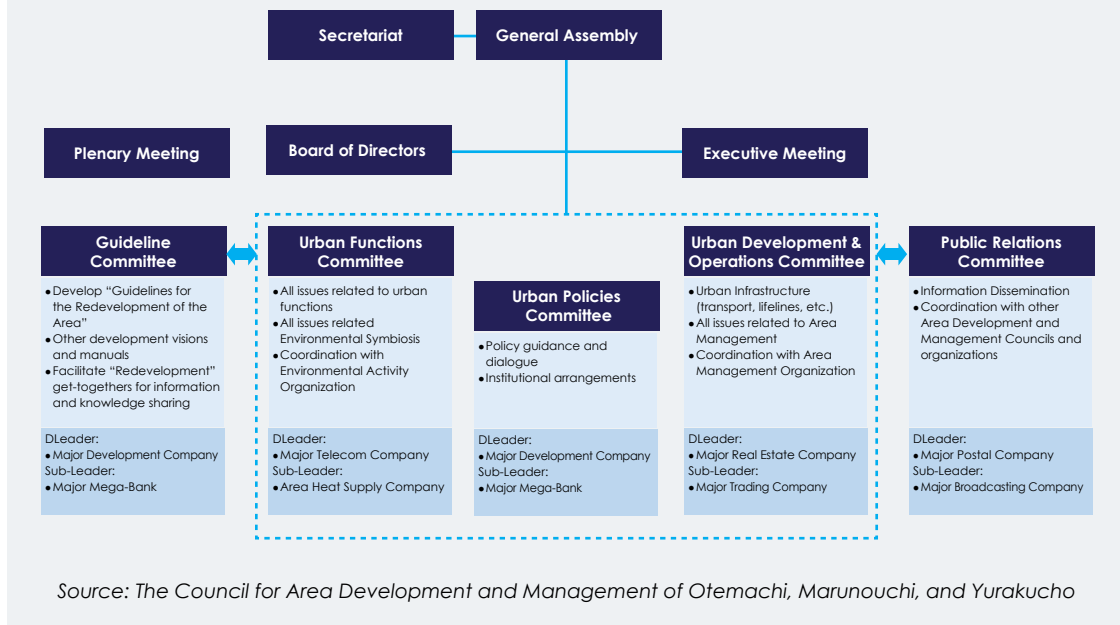 Secretariat
General Assembly
Plenary Meeting
Board of Directors
Executive Meeting
Guideline
Committee
● Develop “Guidelines for
the Redevelopment of the
Area”
● Other development visions
and manuals
● Facilitate “Redevelopment”
get-togethers for information
and knowledge sharing
DLeader:
● Major Development Company
Sub-Leader:
● Major Mega-Bank
Urban Functions
Committee
● All issues related to urban
functions
● All issues related
Environmental Symbiosis
● Coordination with
Environmental Activity
Organization
DLeader:
● Major Telecom Company
Sub-Leader:
● Area Heat Supply Company
Urban Policies
Committee
● Policy guidance and
dialogue
● Institutional arrangements
DLeader:
● Major Development Company
Sub-Leader:
● Major Mega-Bank
Urban Development &
Operations Committee
● Urban Infrastructure
(transport, lifelines, etc.)
● All issues related to Area
Management
● Coordination with Area
Management Organization
DLeader:
● Major Real Estate Company
Sub-Leader:
● Major Trading Company
Public Relations
Committee
● Information Dissemination
● Coordination with other
Area Development and
Management Councils and
organizations
DLeader:
● Major Postal Company
Sub-Leader:
● Major Broadcasting Company
Source: The Council for Area Development and Management of Otemachi, Marunouchi, and Yurakucho